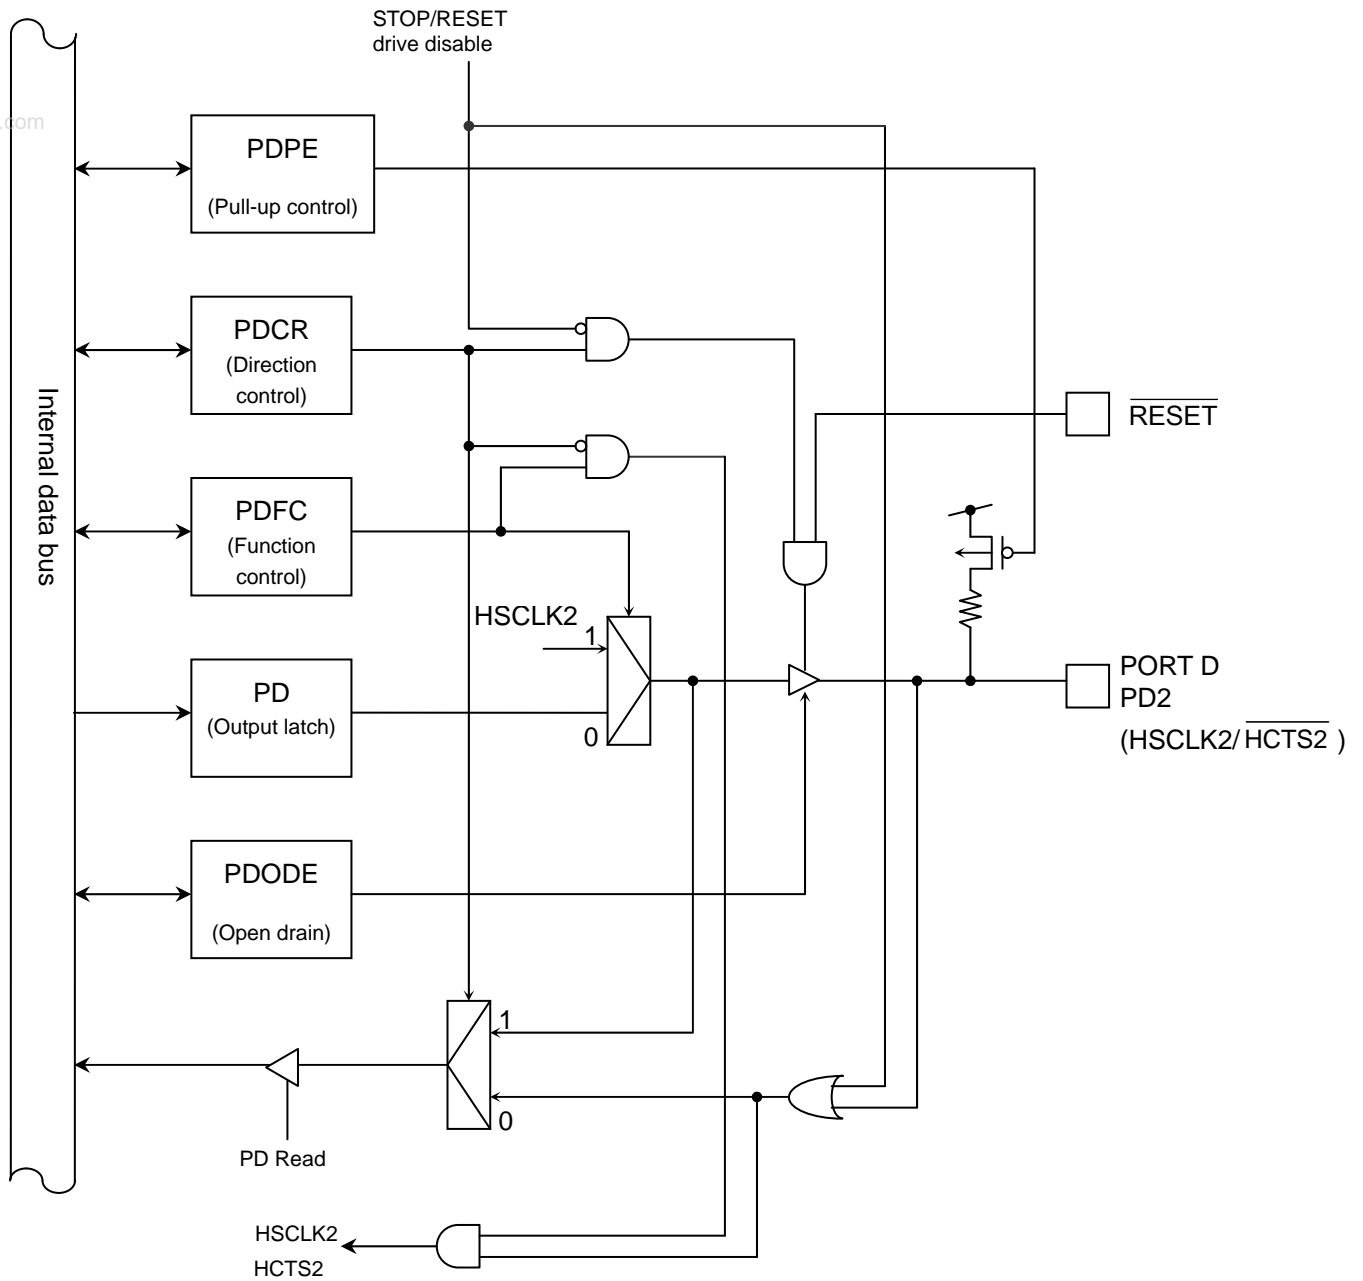 STOP/RESET
drive disable
.com
PDPE
(Pull-up control)
PDCR
(Direction
control)
RESET
Internal data bus
PDFC
(Function
control)
HSCLK2
1
PD
(Output latch)
0
PORT D
PD2
(HSCLK2/HCTS2 )
PDODE
(Open drain)
1
0
PD Read
HSCLK2
HCTS2